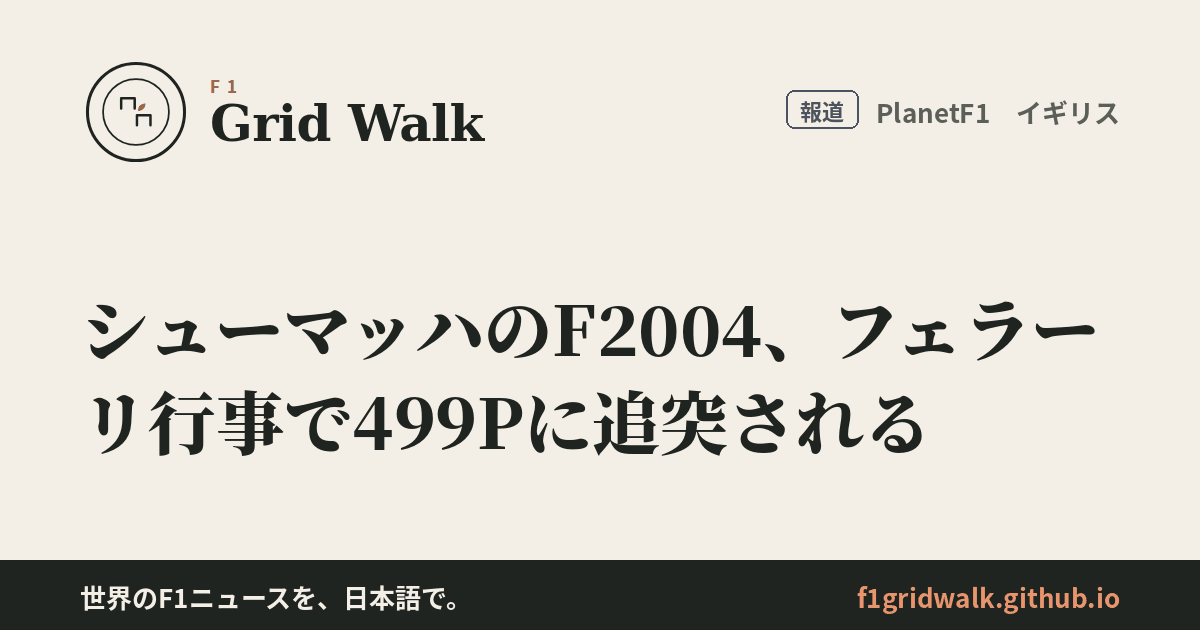 F1
Grid Walk
報道 PlanetF1 イギリス
シューマッハのF2004、フェラー
リ行事で499Pに追突される
世界のF1ニュースを、日本語で。
f1gridwalk.github.io